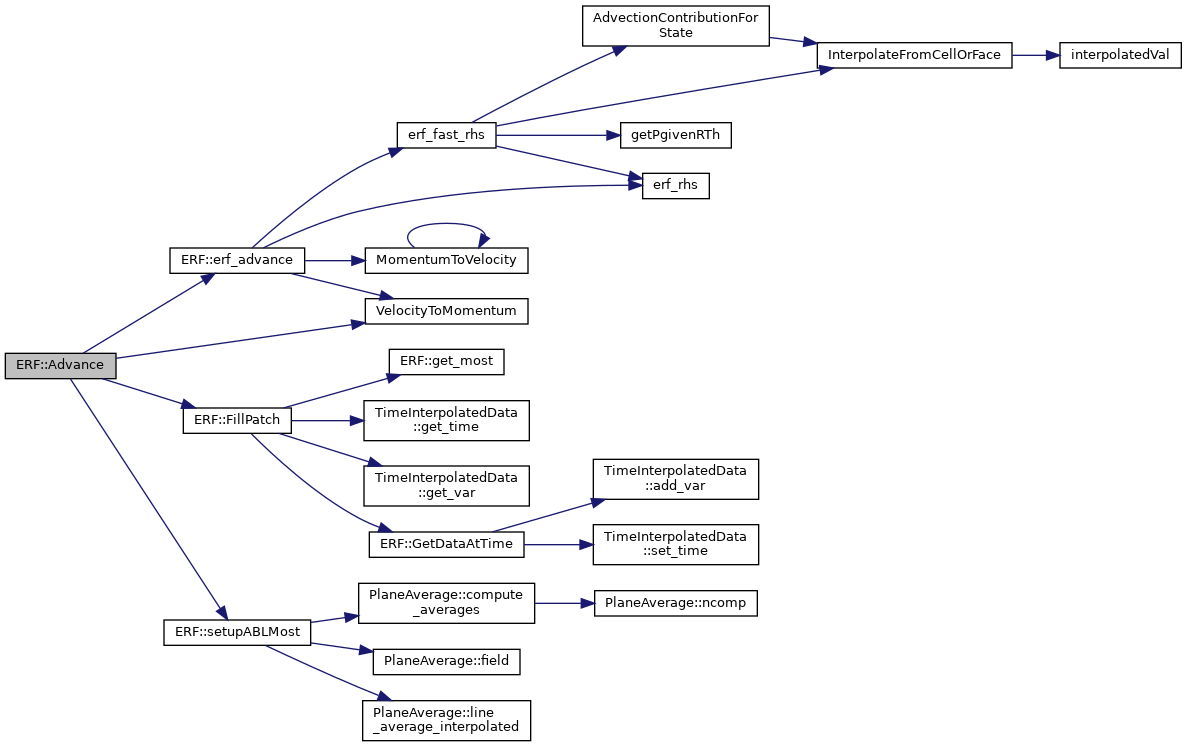 AdvectionContributionFor
State
InterpolateFromCellOrFace
interpolatedVal
erf_fast_rhs
getPgivenRTh
erf_rhs
ERF::erf_advance
MomentumToVelocity
VelocityToMomentum
ERF::Advance
ERF::get_most
ERF::FillPatch
TimeInterpolatedData
::get_time
TimeInterpolatedData
::get_var
TimeInterpolatedData
::add_var
ERF::GetDataAtTime
TimeInterpolatedData
::set_time
PlaneAverage::compute
_averages
PlaneAverage::ncomp
ERF::setupABLMost
PlaneAverage::field
PlaneAverage::line
_average_interpolated